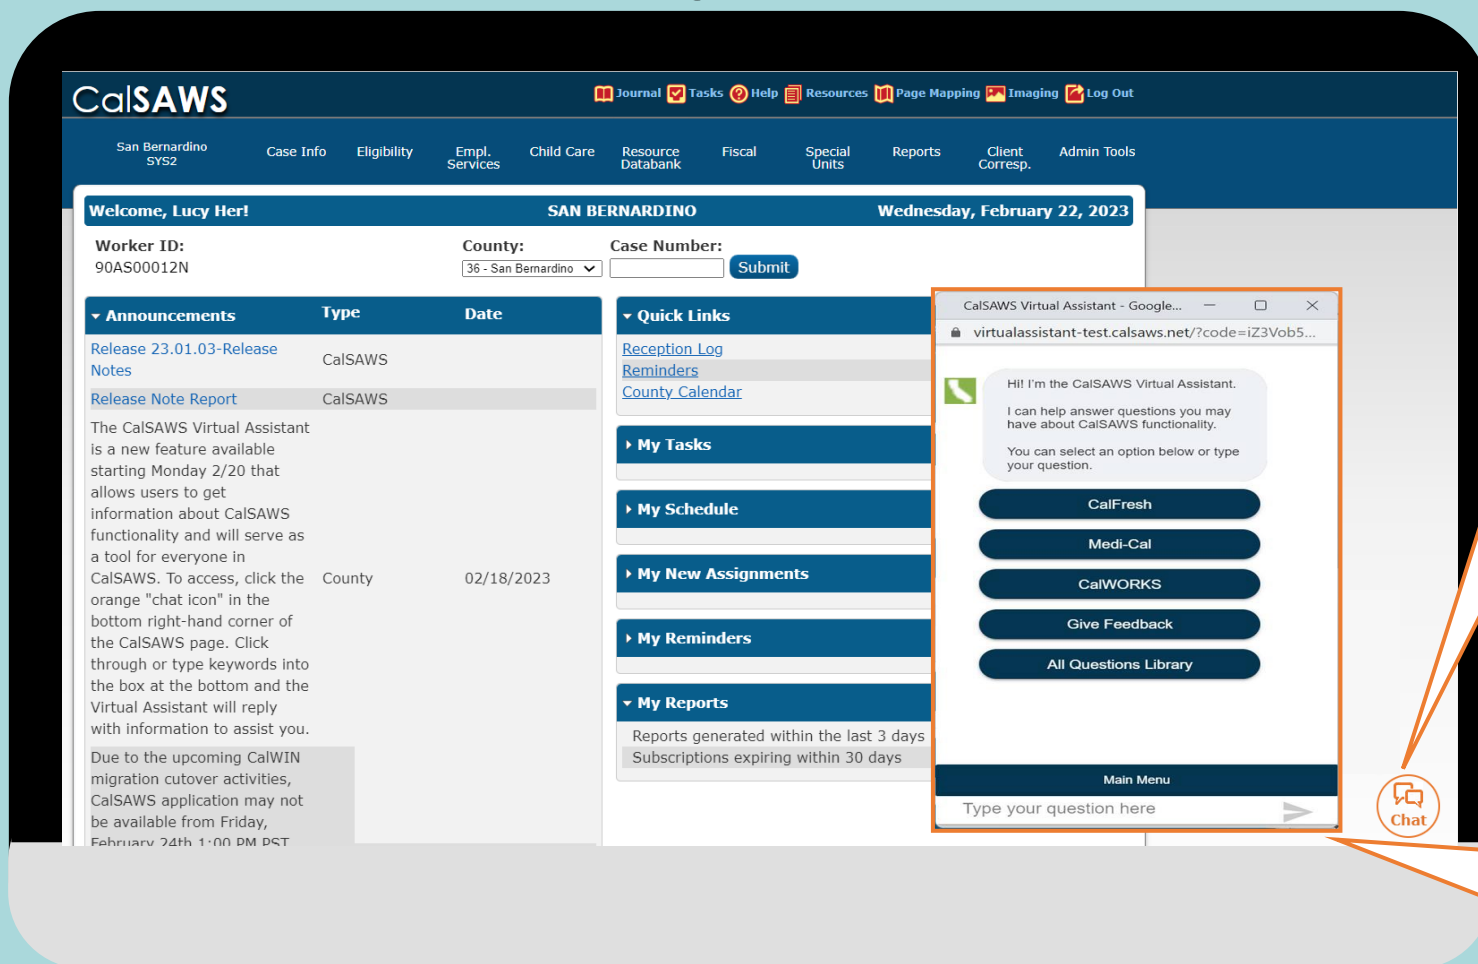 CalSAWS
Journal Tasks Help Resources Page Mapping Imaging Log Out
San Bernardino
SYS2
Case Info
Eligibility
Empl.
Services
Child Care
Resource
Databank
Fiscal
Special
Units
Reports
Client
Corresp.
Admin Tools
Welcome, Lucy Her!
SAN BERNARDINO
Wednesday, February 22, 2023
Worker ID:
90AS00012N
County:
36 - San Bernardino
Case Number:
Submit
Announcements Type Date
Release 23.01.03-Release
Notes
CalSAWS
Release Note Report
CalSAWS
The CalSAWS Virtual Assistant
is a new feature available
starting Monday 2/20 that
allows users to get
information about CalSAWS
functionality and will serve as
a tool for everyone in
CalSAWS. To access, click the
orange "chat icon" in the
bottom right-hand corner of
the CalSAWS page. Click
through or type keywords into
the box at the bottom and the
Virtual Assistant will reply
with information to assist you.
County
02/18/2023
Due to the upcoming CalWIN
migration cutover activities,
CalSAWS application may not
be available from Friday,
February 24th 1:00 PM PST
Quick Links
Reception Log
Reminders
County Calendar
My Tasks
My Schedule
My New Assignments
My Reminders
My Reports
Reports generated within the last 3 days
Subscriptions expiring within 30 days
CalSAWS Virtual Assistant - Google...
virtualassistant-test.calsaws.net/?code=iZ3Vob5...
Hi! I'm the CalSAWS Virtual Assistant.
I can help answer questions you may
have about CalSAWS functionality.
You can select an option below or type
your question.
CalFresh
Medi-Cal
CalWORKS
Give Feedback
All Questions Library
Main Menu
Type your question here
Chat